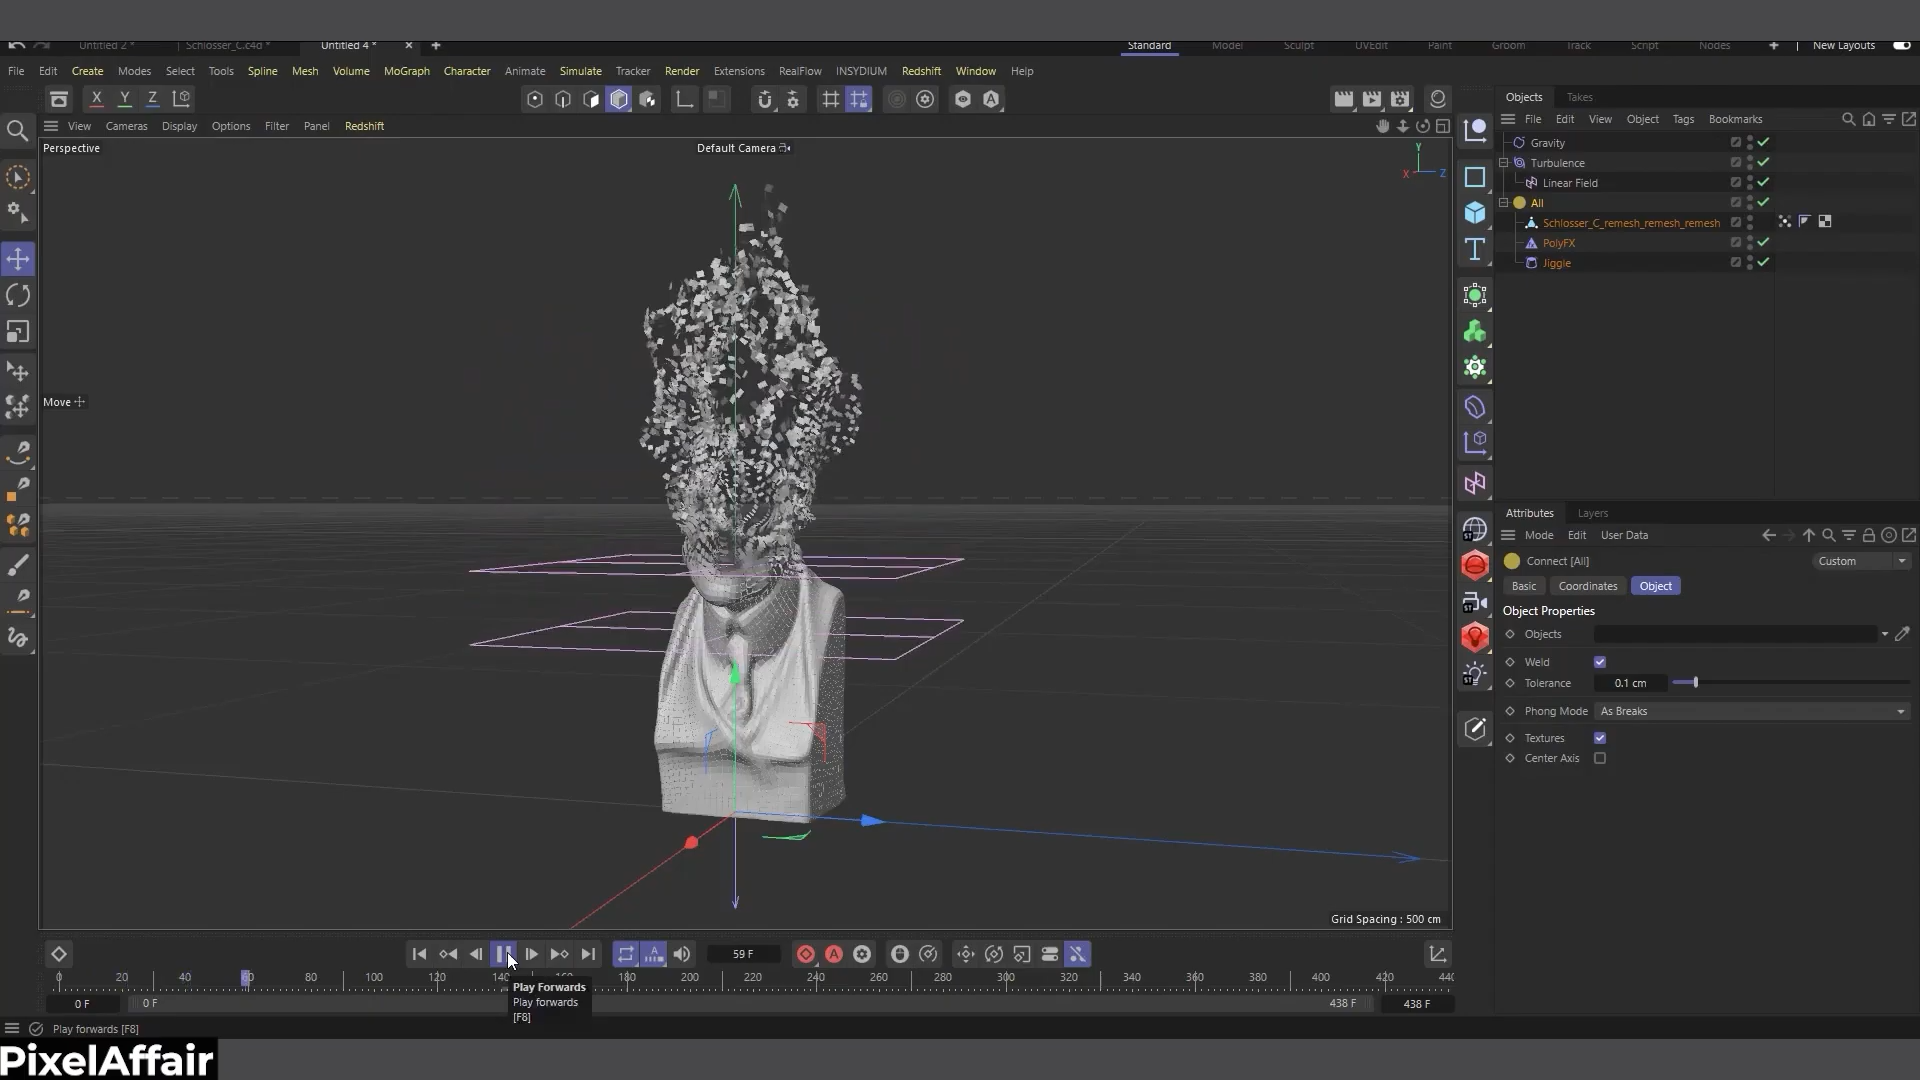 Untitled 2 * Schlosser_C.c4d * Untitled 4 *
Standard Model Sculpt UVEdit Paint Groom Track Script Nodes New Layouts
File Edit Create Modes Select Tools Spline Mesh Volume MoGraph Character Animate Simulate Tracker Render Extensions RealFlow INSYDIUM Redshift Window Help
X Y Z
Objects Takes
View Cameras Display Options Filter Panel Redshift
File Edit View Object Tags Bookmarks
Perspective
Default Camera
Y
X Z
Gravity
Turbulence
Linear Field
All
Schlosser_C_remesh_remesh_remesh
PolyFX
Jiggle
Move
Attributes Layers
Mode Edit User Data
Connect [All]
Custom
Basic Coordinates Object
Object Properties
Objects
Weld
Tolerance 0.1 cm
Phong Mode As Breaks
Textures
Center Axis
Grid Spacing : 500 cm
59 F
0 20 40 60 80 100 120 140 160 180 200 220 240 260 280 300 320 340 360 380 400 420 440
Play Forwards
Play forwards
[F8]
0 F 0 F 438 F 438 F
Play forwards [F8]
PixelAffair